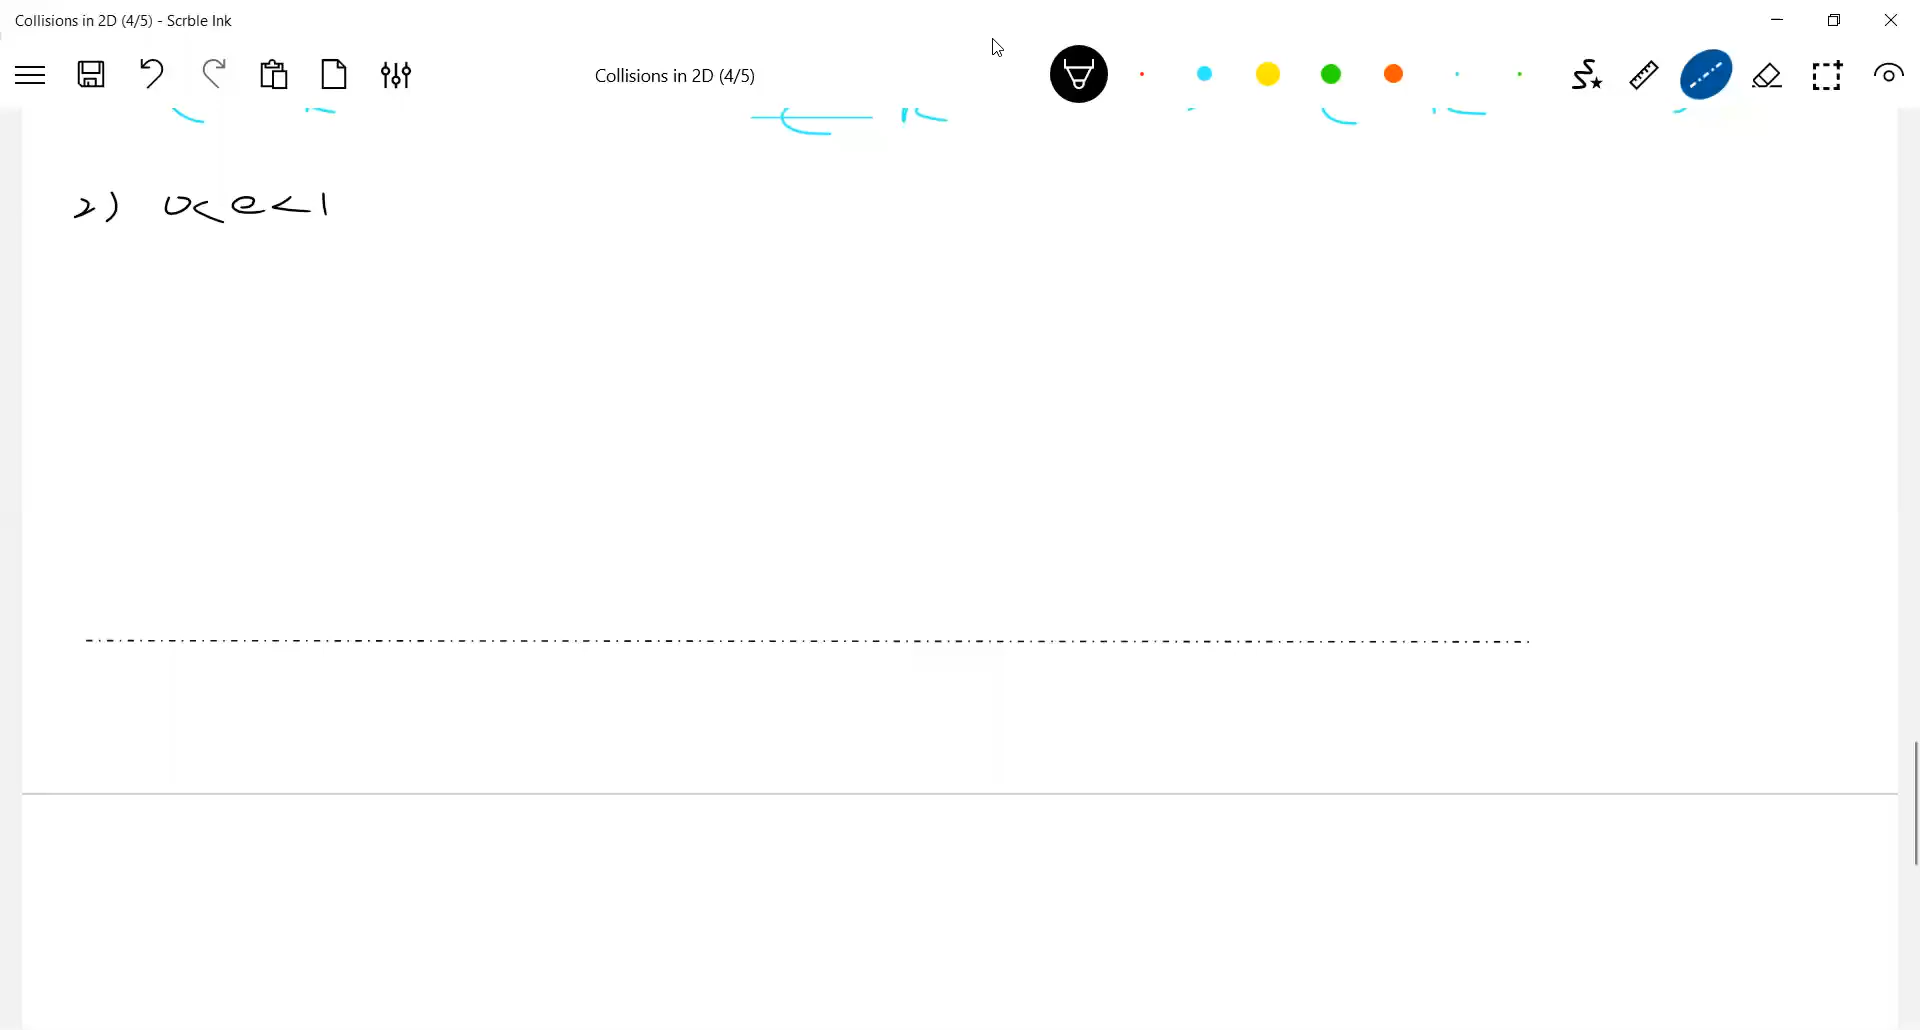 Collisions in 2D (4/5) - Scrble Ink
Collisions in 2D (4/5)
2) 0<e<1